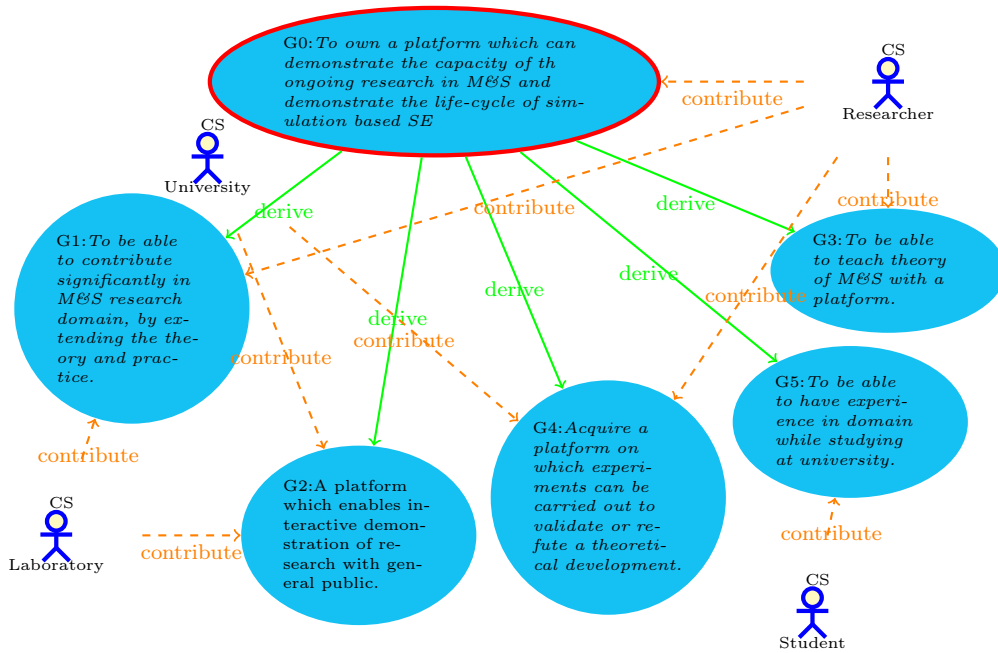 G0:To own a platform which can
demonstrate the capacity of th
ongoing research in M&S and
demonstrate the life-cycle of sim-
ulation based SE
CS
Researcher
contribute
CS
University
derive
contribute
derive
contribute
G1:To be able
to contribute
significantly in
M&S research
domain, by ex-
tending the the-
ory and prac-
tice.
G3:To be able
to teach theory
of M&S with a
platform.
derive
derive
contribute
derive
contribute
contribute
G5:To be able
to have experi-
ence in domain
while studying
at university.
G4:Acquire a
platform on
which experi-
ments can be
carried out to
validate or re-
fute a theoreti-
cal development.
contribute
G2:A platform
which enables in-
teractive demon-
stration of re-
search with gen-
eral public.
CS
Laboratory
contribute
contribute
CS
Student